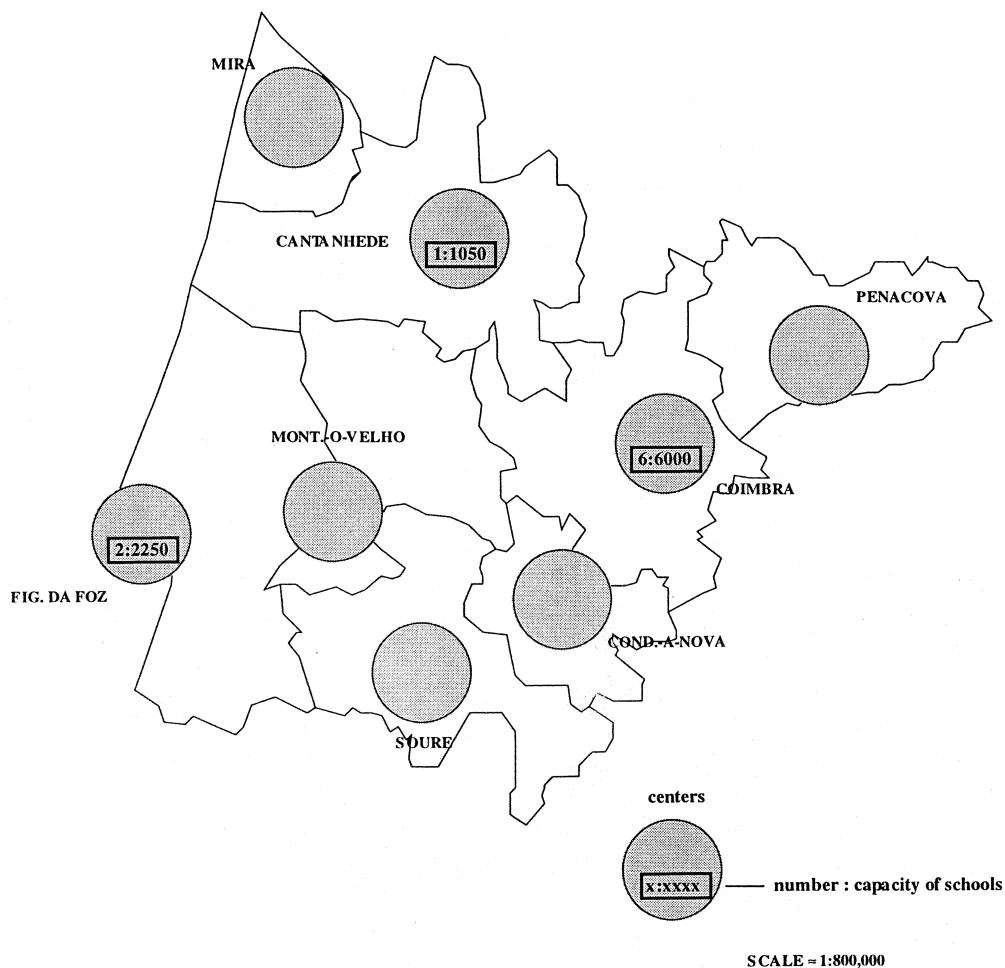 MIRA
CANTANHEDE
1:1050
PENACOVA
MONT.-O-VELHO
6:6000
COIMBRA
2:2250
FIG. DA FOZ
COND.-A-NOVA
SOURE
centers
x:xxxx
number : capacity of schools
SCALE = 1:800,000